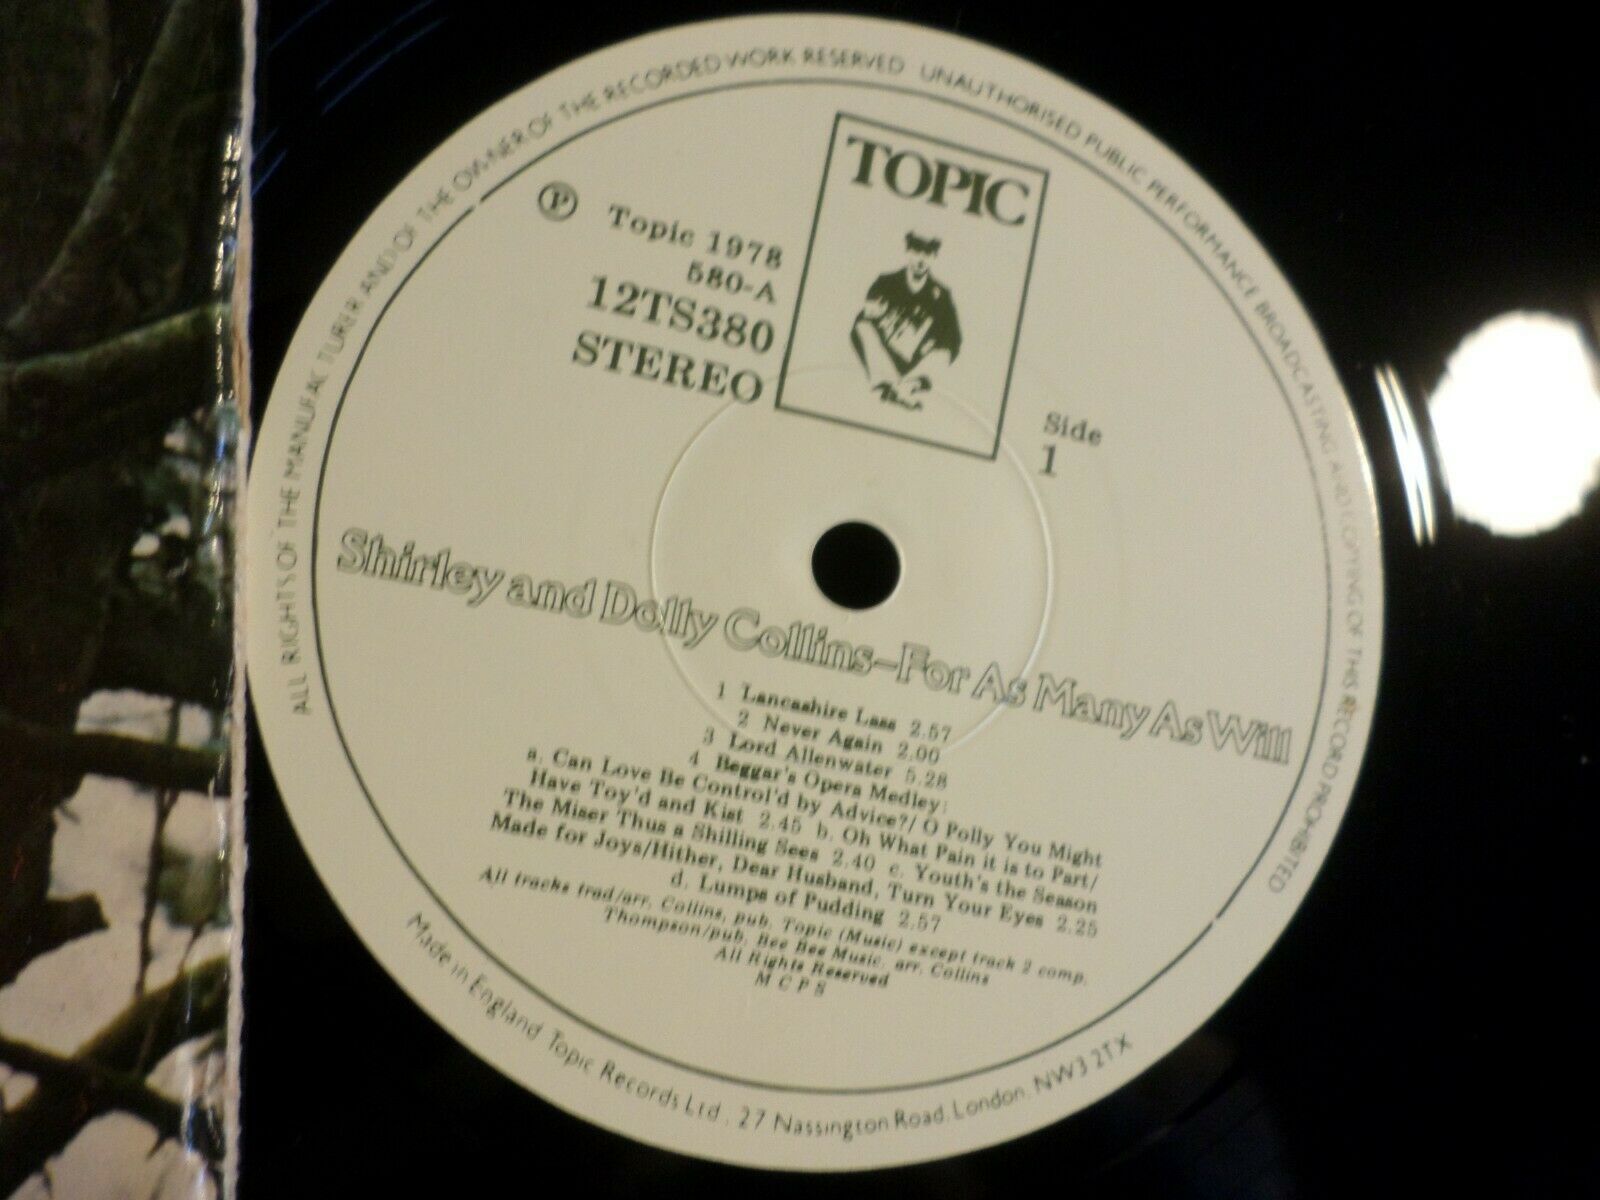 ALL RIGHTS OF THE MANUFACTURER AND OF THE OWNER OF THE RECORDED WORK RESERVED UNAUTHORISED PUBLIC PERFORMANCE BROADCASTING AND COPYING OF THIS RECORD PROHIBITED
TOPIC
℗ Topic 1978
580-A
12TS380
STEREO
Side
1
Shirley and Dolly Collins–For As Many As Will
1 Lancashire Lass 2.57
2 Never Again 2.00
3 Lord Allenwater 5.28
4 Beggar's Opera Medley:
a. Can Love Be Control'd by Advice?/ O Polly You Might
Have Toy'd and Kist 2.45 b. Oh What Pain it is to Part/
The Miser Thus a Shilling Sees 2.40 c. Youth's the Season
Made for Joys/Hither, Dear Husband, Turn Your Eyes 2.25
d. Lumps of Pudding 2.57
All tracks trad/arr. Collins, pub. Topic (Music) except track 2 comp.
Thompson/pub. Bee Bee Music, arr. Collins
All Rights Reserved
M C P S
Made in England Topic Records Ltd., 27 Nassington Road, London. NW3 2TX